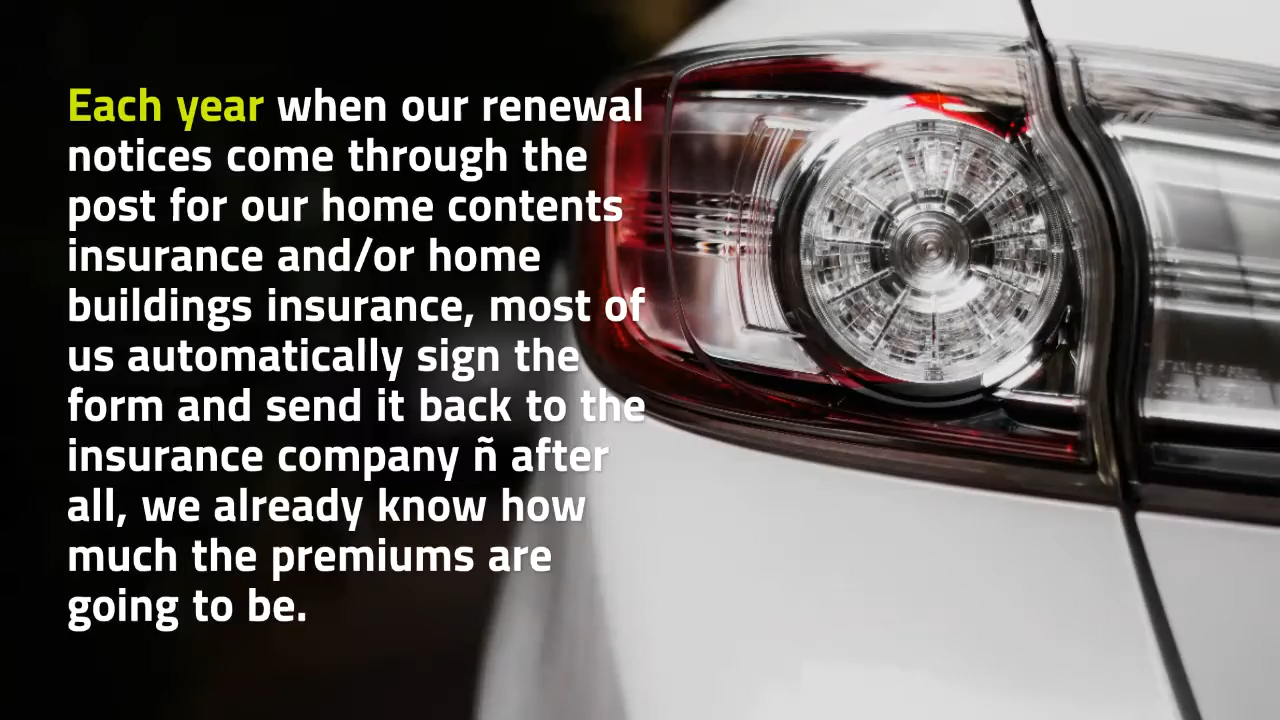 Each year when our renewal
notices come through the
post for our home contents
insurance and/or home
buildings insurance, most of
us automatically sign the
form and send it back to the
insurance company ñ after
all, we already know how
much the premiums are
going to be.